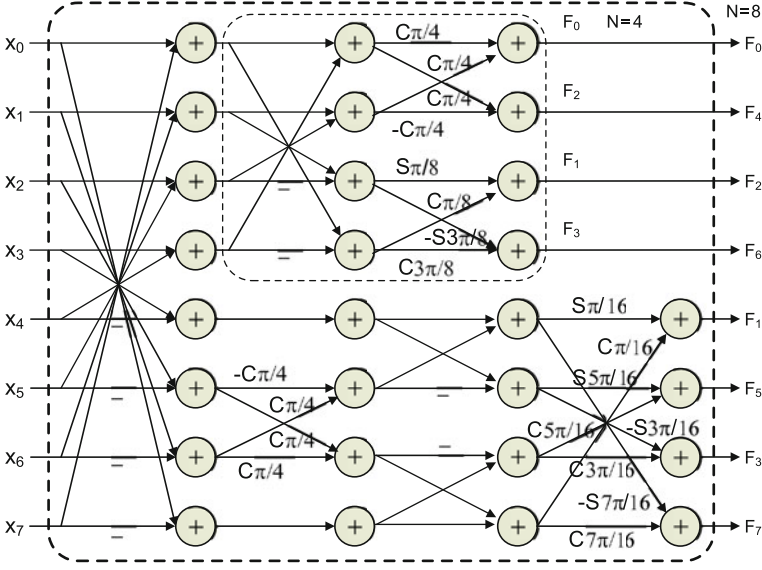 N=8
x₀ Cπ/4 F₀ N=4 F₀
Cπ/4
x₁ Cπ/4 F₂ F₄
-Cπ/4
x₂ Sπ/8 F₁ F₂
Cπ/8
x₃ -S3π/8 F₃ F₆
C3π/8
x₄ Sπ/16 F₁
Cπ/16
x₅ -Cπ/4 S5π/16 F₅
Cπ/4
x₆ Cπ/4 C5π/16 -S3π/16 F₃
Cπ/4 C3π/16
-S7π/16
x₇ C7π/16 F₇